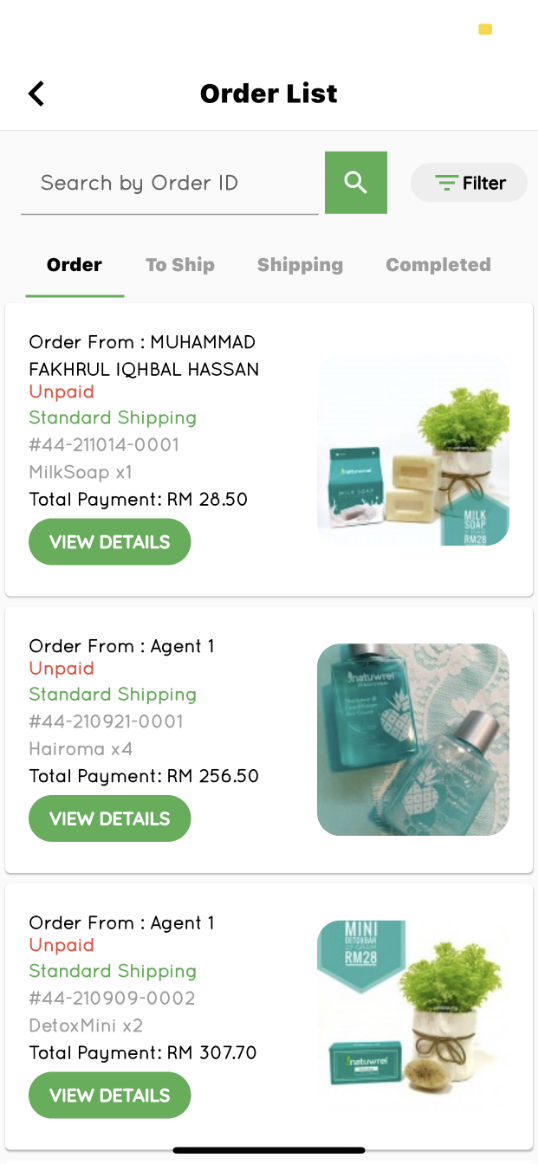 Order List
Search by Order ID
Filter
Order
To Ship
Shipping
Completed
Order From : MUHAMMAD
FAKHRUL IQHBAL HASSAN
Unpaid
Standard Shipping
#44-211014-0001
MilkSoap x1
Total Payment: RM 28.50
VIEW DETAILS
natuwrel
MILK SOAP
MILK
SOAP
RM28
Order From : Agent 1
Unpaid
Standard Shipping
#44-210921-0001
Hairoma x4
Total Payment: RM 256.50
VIEW DETAILS
natuwrel
Order From : Agent 1
Unpaid
Standard Shipping
#44-210909-0002
DetoxMini x2
Total Payment: RM 307.70
VIEW DETAILS
MINI
DETOXBAR
RM28
natuwrel